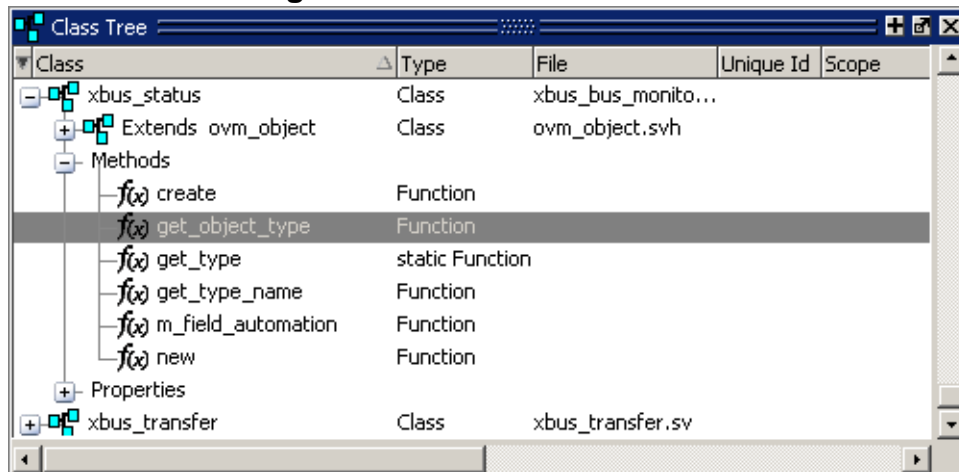 Class Tree
Class Type File Unique Id Scope
xbus_status Class xbus_bus_monito...
Extends ovm_object Class ovm_object.svh
Methods
f(x) create Function
f(x) get_object_type Function
f(x) get_type static Function
f(x) get_type_name Function
f(x) m_field_automation Function
f(x) new Function
Properties
xbus_transfer Class xbus_transfer.sv